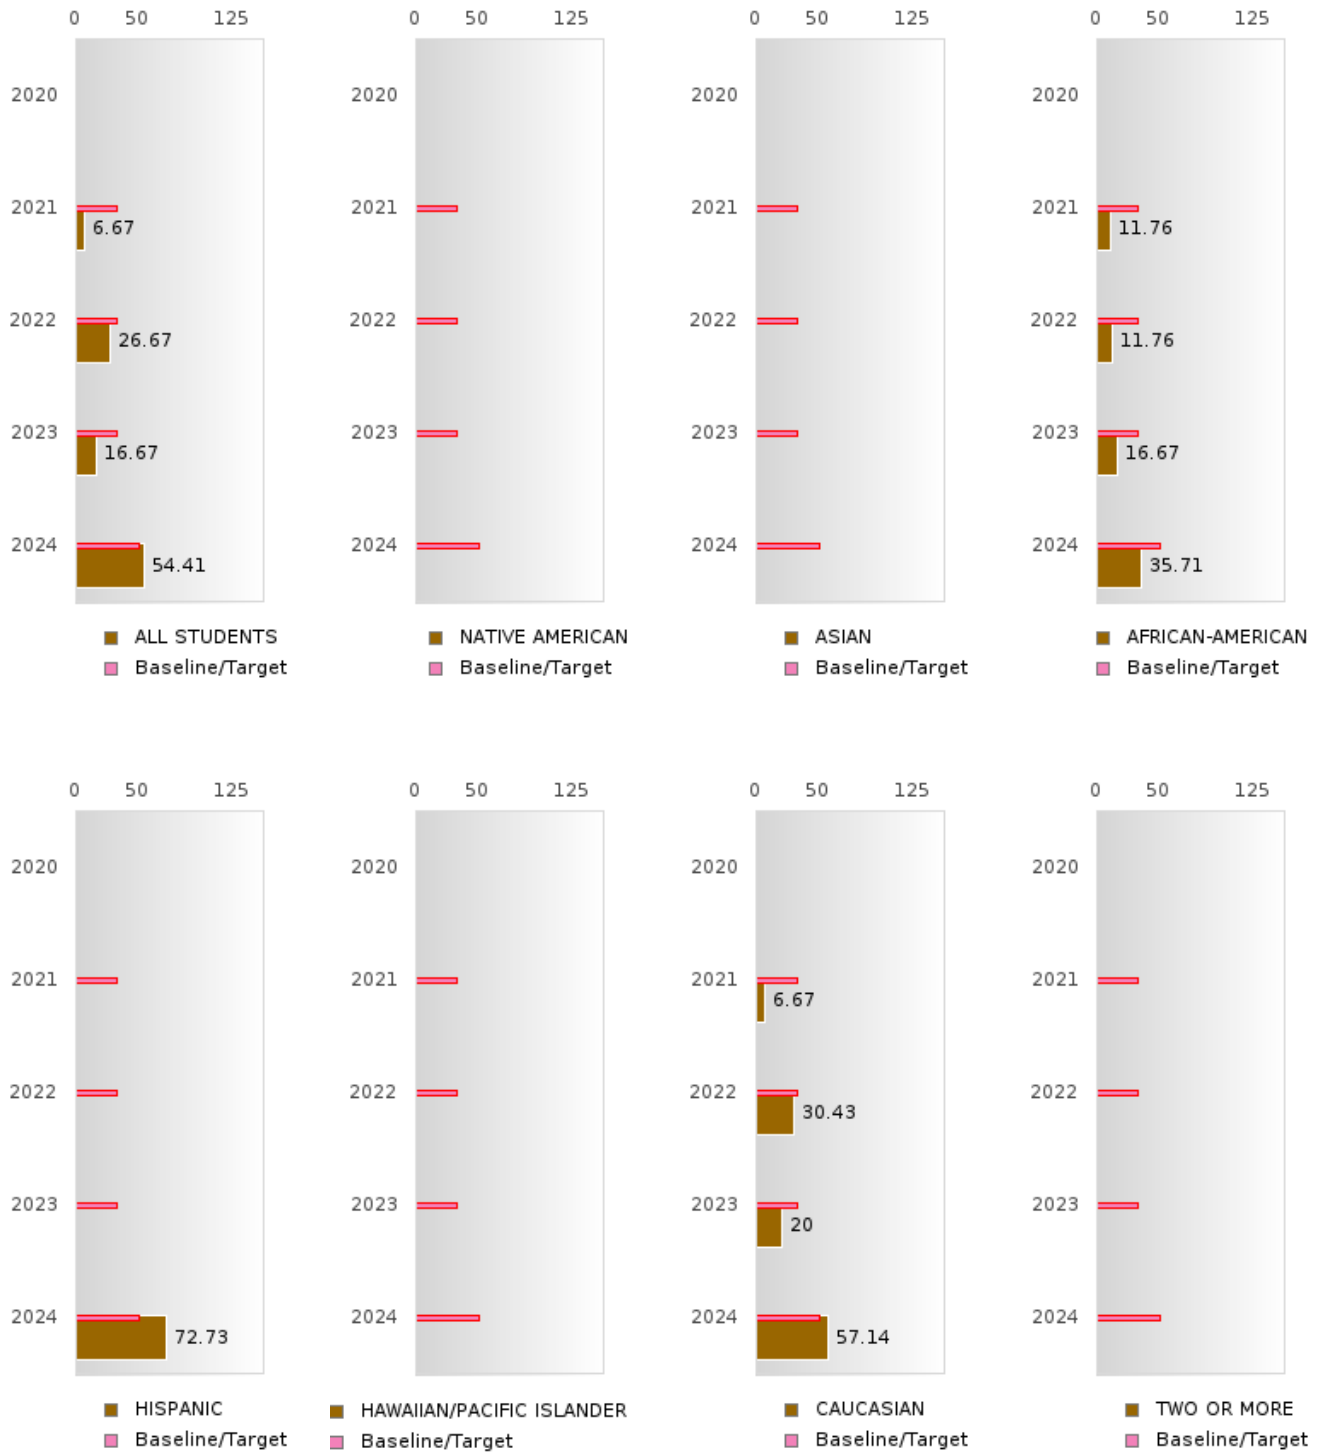 0 50 125 0 50 125 0 50 125 0 50 125
2020 2020 2020 2020
2021 2021 2021 2021
6.67 11.76
2022 2022 2022 2022
26.67 11.76
2023 2023 2023 2023
16.67 16.67
2024 2024 2024 2024
54.41 35.71
ALL STUDENTS NATIVE AMERICAN ASIAN AFRICAN-AMERICAN
Baseline/Target Baseline/Target Baseline/Target Baseline/Target
0 50 125 0 50 125 0 50 125 0 50 125
2020 2020 2020 2020
2021 2021 2021 2021
6.67
2022 2022 2022 2022
30.43
2023 2023 2023 2023
20
2024 2024 2024 2024
72.73 57.14
HISPANIC HAWAIIAN/PACIFIC ISLANDER CAUCASIAN TWO OR MORE
Baseline/Target Baseline/Target Baseline/Target Baseline/Target